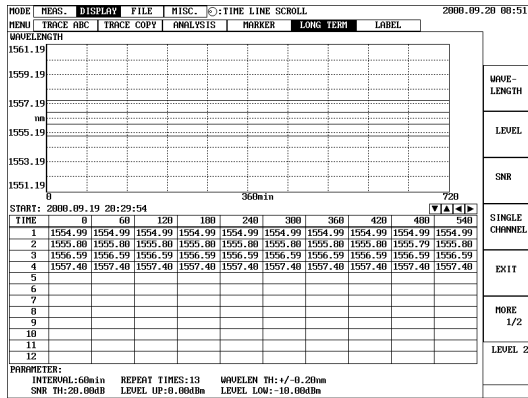 MODE MEAS. DISPLAY FILE MISC. :TIME LINE SCROLL 2000.09.20 08:51
MENU TRACE ABC TRACE COPY ANALYSIS MARKER LONG TERM LABEL
WAVELENGTH
1561.19
1559.19
1557.19
nm
1555.19
1553.19
1551.19
0 360min 720
WAVE-
LENGTH
LEVEL
SNR
SINGLE
CHANNEL
EXIT
MORE
1/2
LEVEL 2
START: 2000.09.19 20:29:54 ▼ ▲ ◀ ▶
TIME 0 60 120 180 240 300 360 420 480 540
1 1554.99 1554.99 1554.99 1554.99 1554.99 1554.99 1554.99 1554.99 1554.99 1554.99
2 1555.80 1555.80 1555.80 1555.80 1555.80 1555.80 1555.80 1555.80 1555.79 1555.80
3 1556.59 1556.59 1556.59 1556.59 1556.59 1556.59 1556.59 1556.59 1556.59 1556.59
4 1557.40 1557.40 1557.40 1557.40 1557.40 1557.40 1557.40 1557.40 1557.40 1557.40
5
6
7
8
9
10
11
12
PARAMETER:
INTERVAL:60min REPEAT TIMES:13 WAVELEN TH:+/-0.20nm
SNR TH:20.00dB LEVEL UP:0.00dBm LEVEL LOW:-10.00dBm